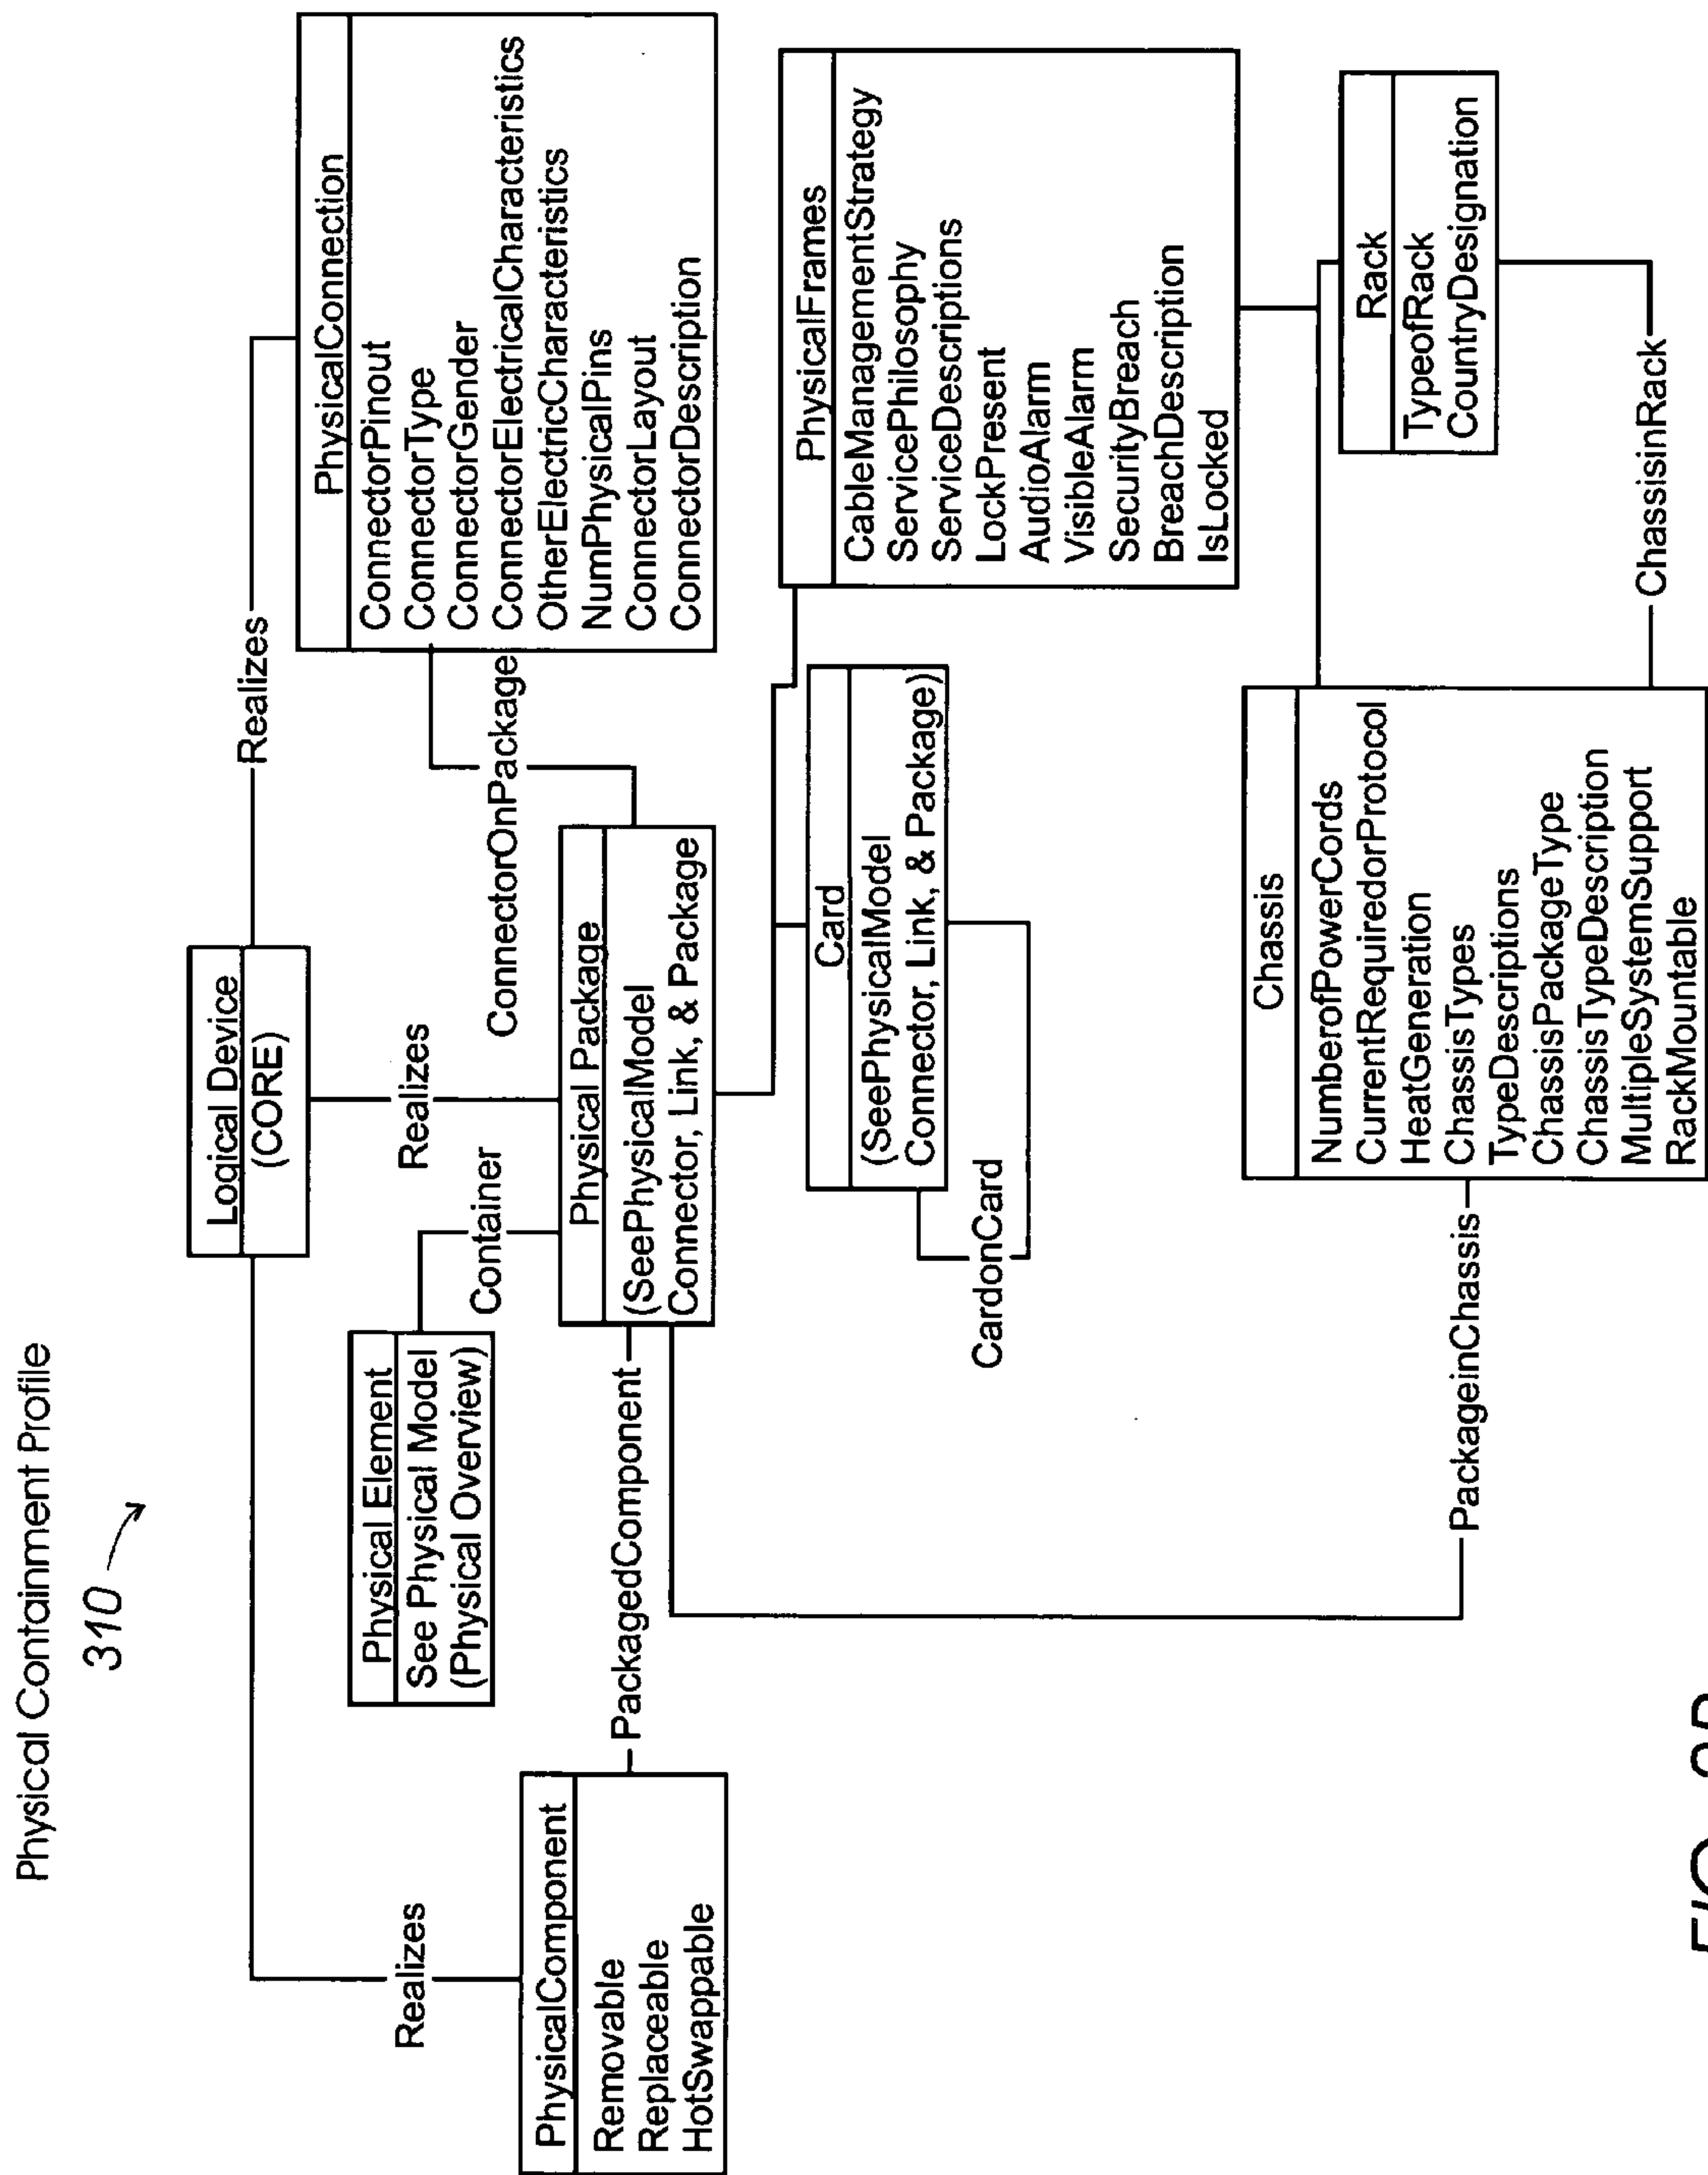 Physical Containment Profile
310
Logical Device
(CORE)
Realizes
Realizes
Realizes
PhysicalConnection
ConnectorPinout
ConnectorType
ConnectorGender
ConnectorElectricalCharacteristics
OtherElectricCharacteristics
NumPhysicalPins
ConnectorLayout
ConnectorDescription
Physical Element
See Physical Model
(Physical Overview)
Container
ConnectorOnPackage
PhysicalComponent
Removable
Replaceable
HotSwappable
PackagedComponent
Physical Package
(SeePhysicalModel
Connector, Link, & Package
PhysicalFrames
CableManagementStrategy
ServicePhilosophy
ServiceDescriptions
LockPresent
AudioAlarm
VisibleAlarm
SecurityBreach
BreachDescription
IsLocked
Card
(SeePhysicalModel
Connector, Link, & Package)
CardonCard
PackageinChassis
Chassis
NumberofPowerCords
CurrentRequiredorProtocol
HeatGeneration
ChassisTypes
TypeDescriptions
ChassisPackageType
ChassisTypeDescription
MultipleSystemSupport
RackMountable
Rack
TypeofRack
CountryDesignation
ChassisinRack
FIG.